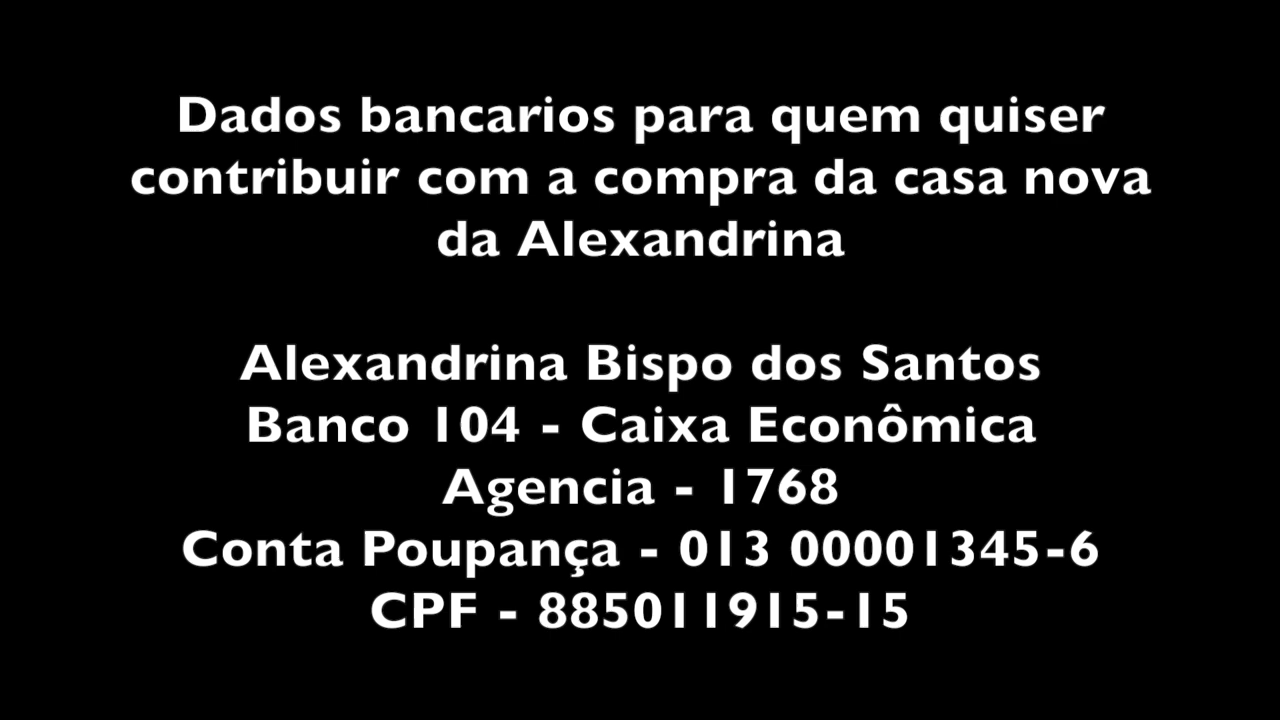 Dados bancarios para quem quiser
contribuir com a compra da casa nova
da Alexandrina
Alexandrina Bispo dos Santos
Banco 104 - Caixa Econômica
Agencia - 1768
Conta Poupança - 013 00001345-6
CPF - 885011915-15